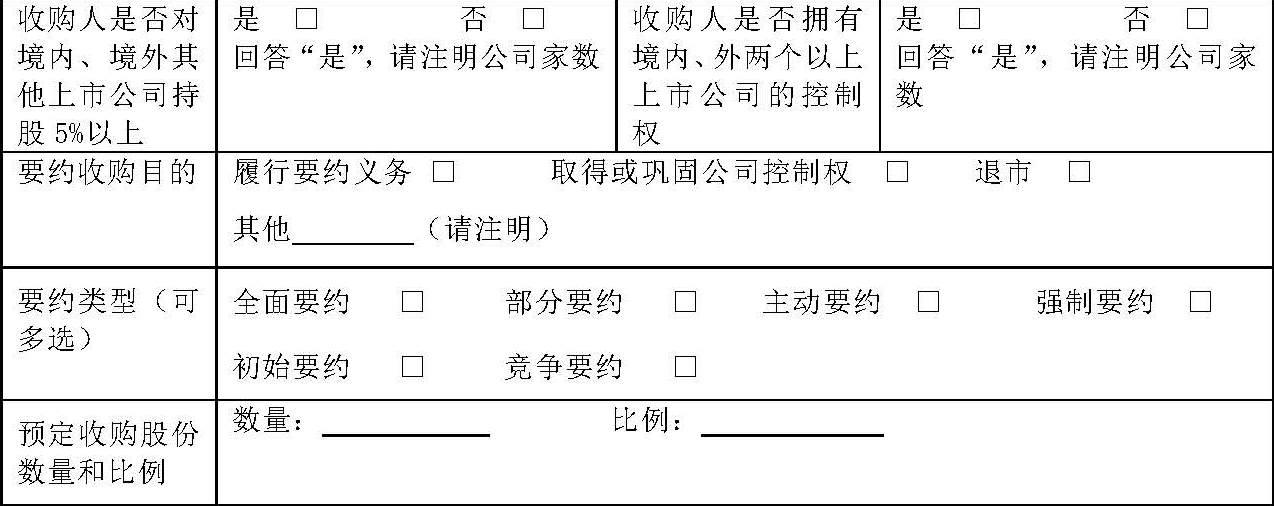 收购人是否对境内、境外其他上市公司持股5%以上
是 □ 否 □
回答“是”，请注明公司家数
收购人是否拥有境内、外两个以上上市公司的控制权
是 □ 否 □
回答“是”，请注明公司家数
要约收购目的
履行要约义务 □ 取得或巩固公司控制权 □ 退市 □
其他________（请注明）
要约类型（可多选）
全面要约 □ 部分要约 □ 主动要约 □ 强制要约 □
初始要约 □ 竞争要约 □
预定收购股份数量和比例
数量：___________ 比例：____________